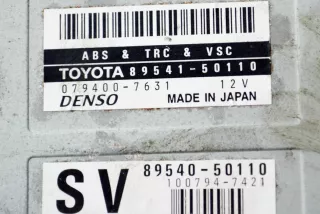 ABS & TRC & VSC
TOYOTA 89541-50110
079400-7631 12V
DENSO MADE IN JAPAN
SV 89540-50110
100794-7421